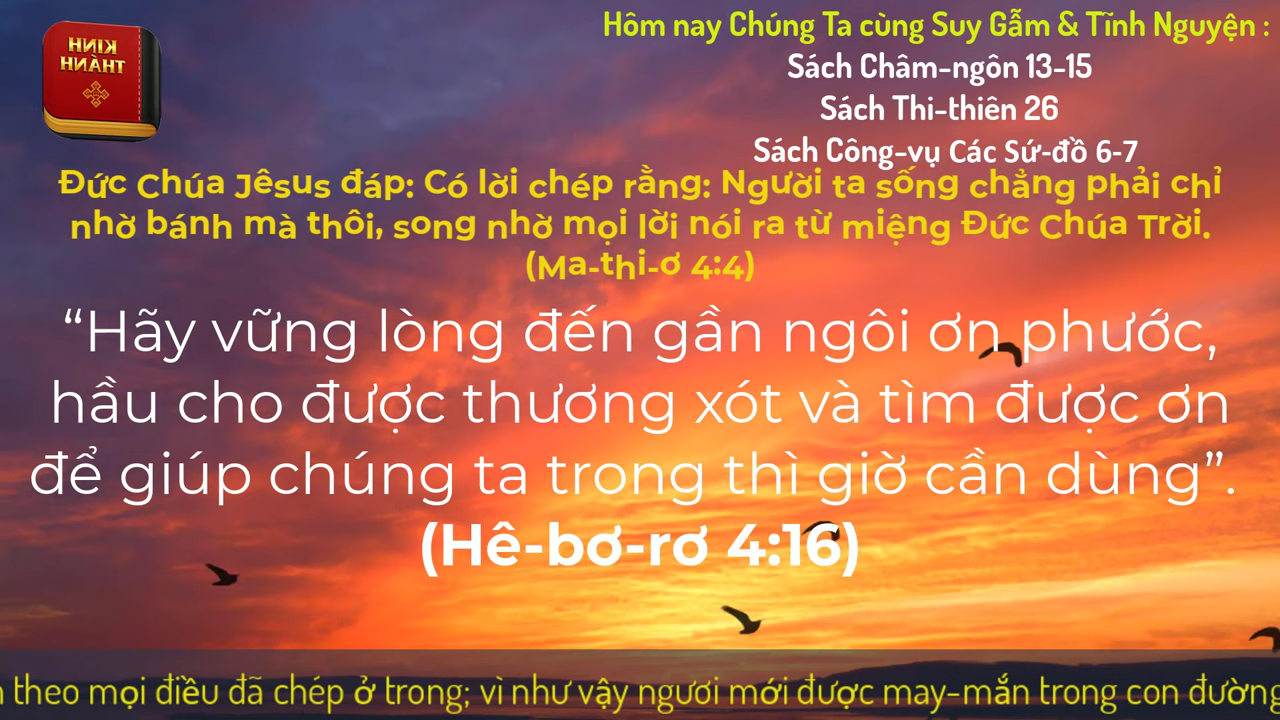 KINH
THÁNH
Hôm nay Chúng Ta cùng Suy Gẫm & Tĩnh Nguyện :
Sách Châm-ngôn 13-15
Sách Thi-thiên 26
Sách Công-vụ Các Sứ-đồ 6-7
Đức Chúa Jêsus đáp: Có lời chép rằng: Người ta sống chẳng phải chỉ
nhờ bánh mà thôi, song nhờ mọi lời nói ra từ miệng Đức Chúa Trời.
(Ma-thi-ơ 4:4)
“Hãy vững lòng đến gần ngôi ơn phước,
hầu cho được thương xót và tìm được ơn
để giúp chúng ta trong thì giờ cần dùng”.
(Hê-bơ-rơ 4:16)
theo mọi điều đã chép ở trong; vì như vậy ngươi mới được may-mắn trong con đường